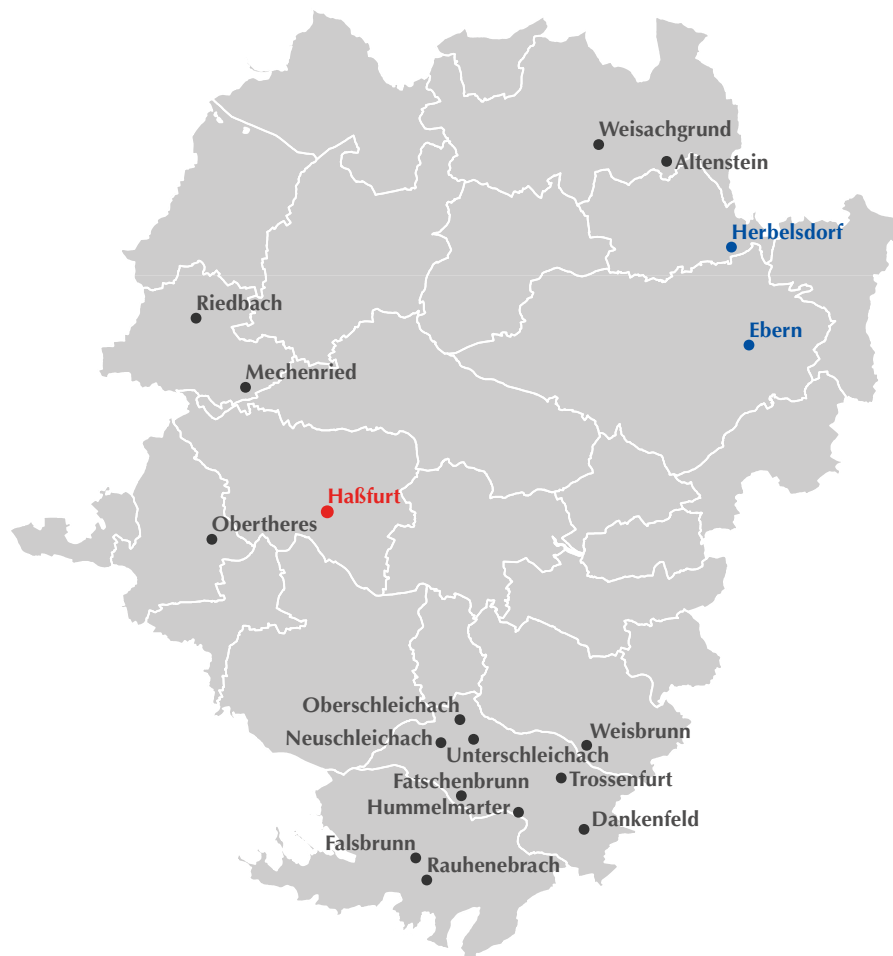 Weisachgrund
Altenstein
Herbelsdorf
Riedbach
Ebern
Mechenried
Haßfurt
Obertheres
Oberschleichach
Neuschleichach
Weisbrunn
Unterschleichach
Fatschenbrunn
Trossenfurt
Hummelmarter
Dankenfeld
Falsbrunn
Rauhenebrach